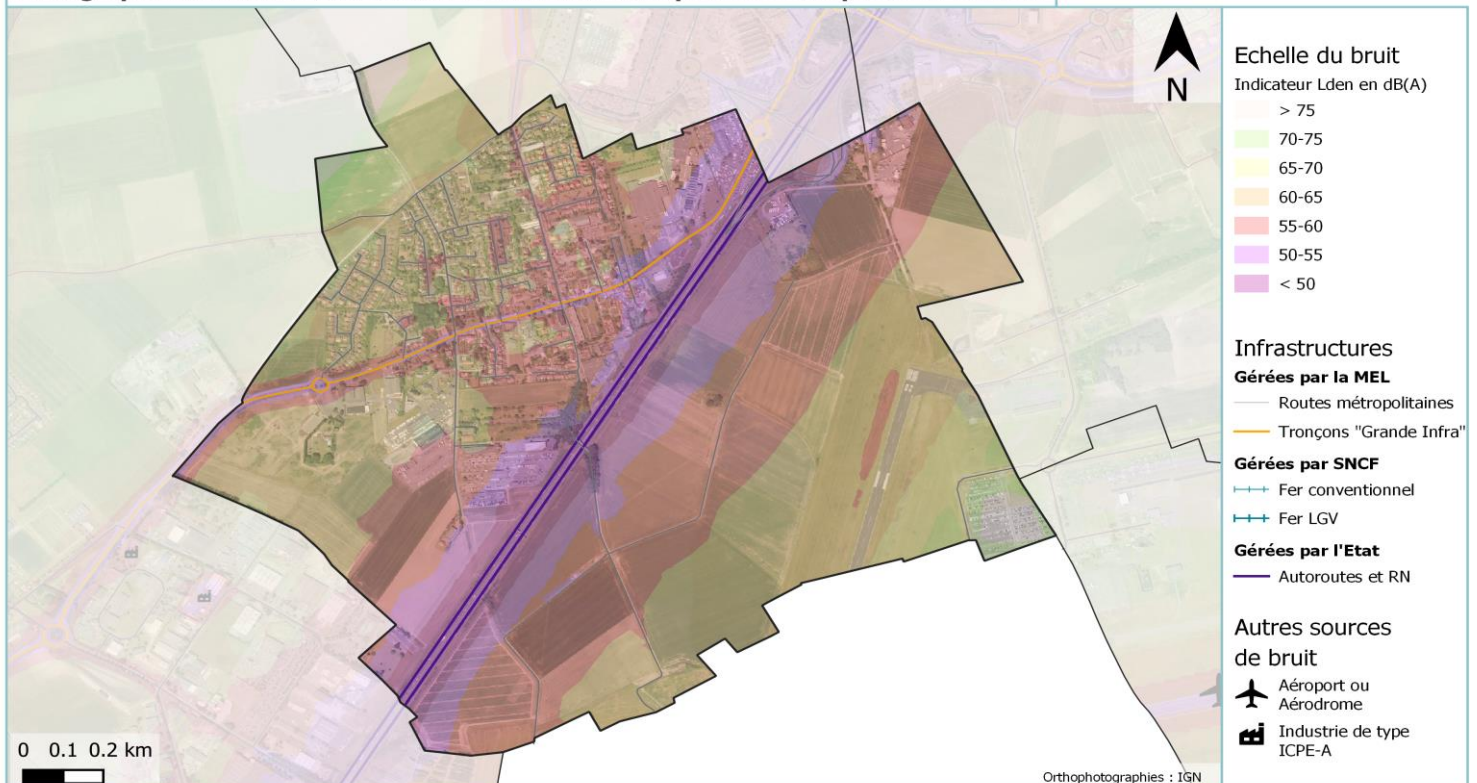 N
0 0.1 0.2 km
Orthophotographies : IGN
Echelle du bruit
Indicateur Lden en dB(A)
> 75
70-75
65-70
60-65
55-60
50-55
< 50
Infrastructures
Gérées par la MEL
Routes métropolitaines
Tronçons "Grande Infra"
Gérées par SNCF
Fer conventionnel
Fer LGV
Gérées par l'Etat
Autoroutes et RN
Autres sources
de bruit
Aéroport ou
Aérodrome
Industrie de type
ICPE-A